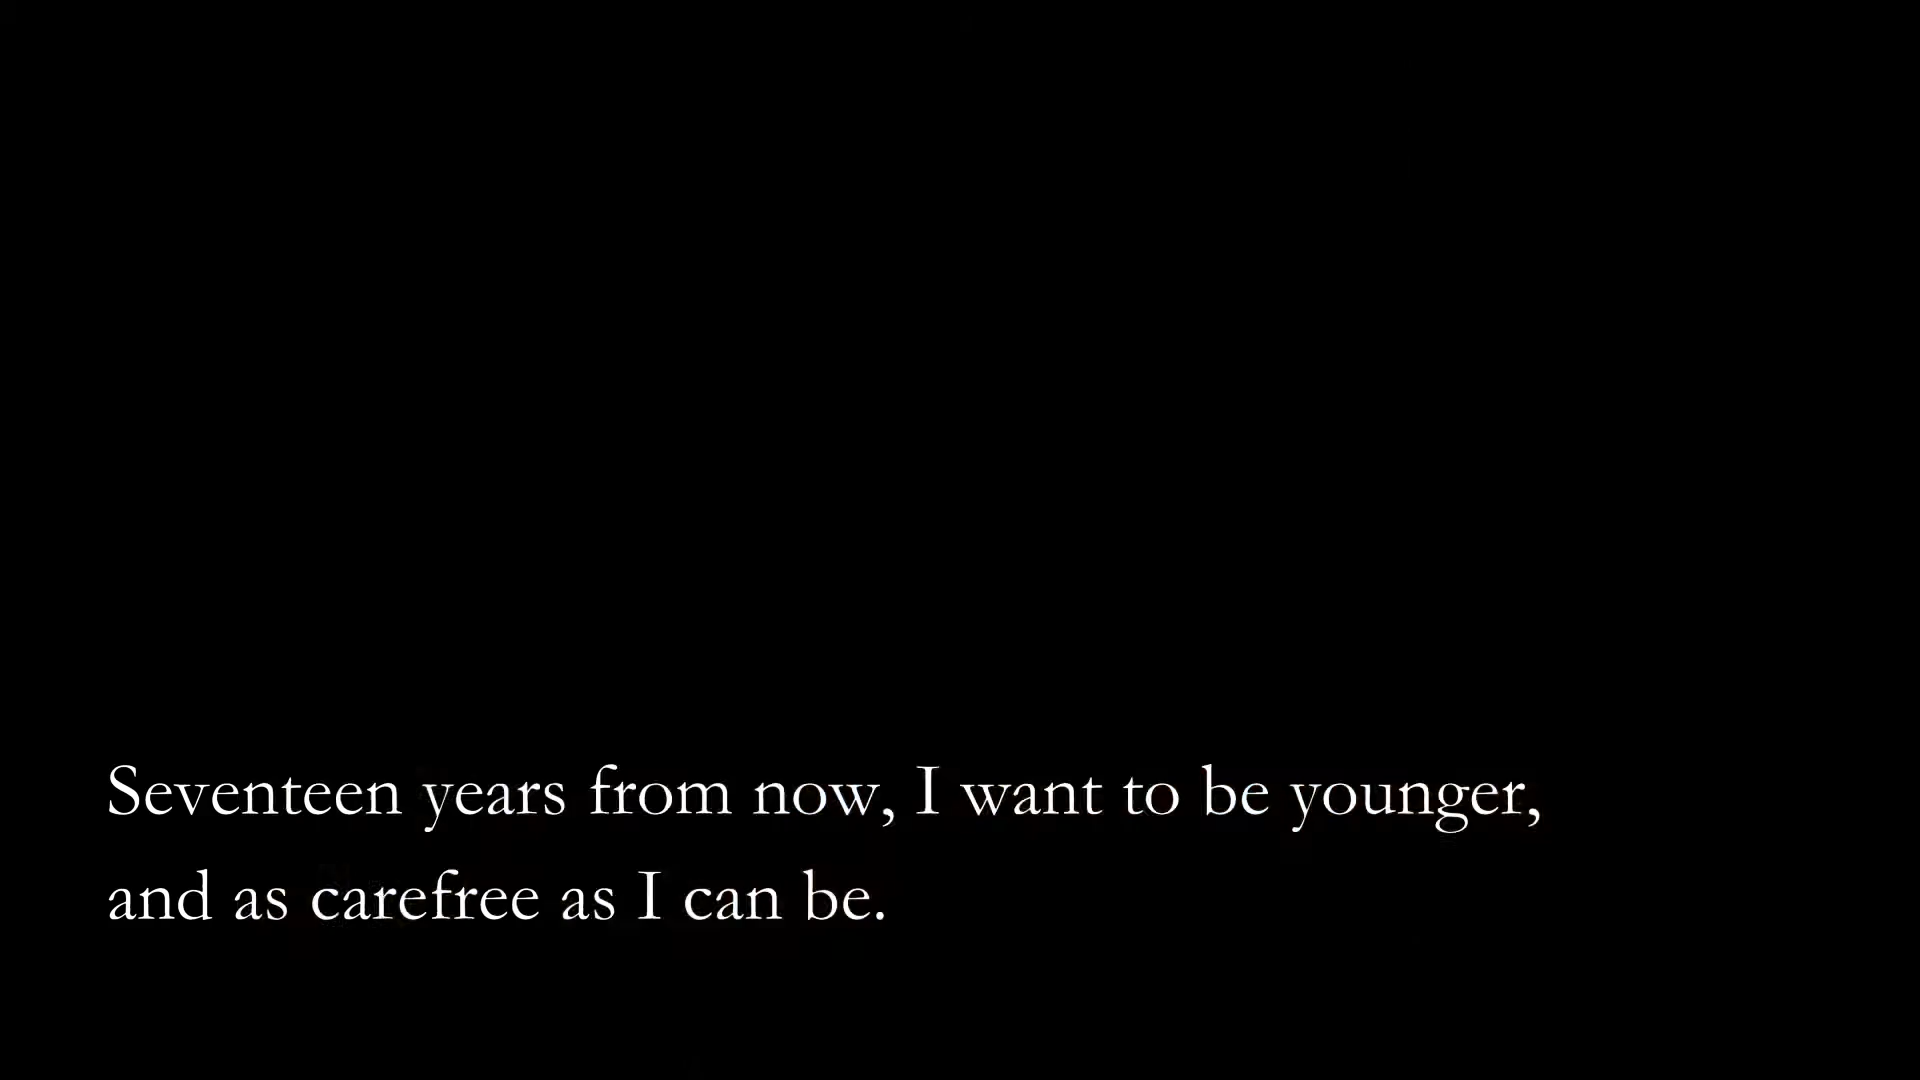 Seventeen years from now, I want to be younger,
and as carefree as I can be.